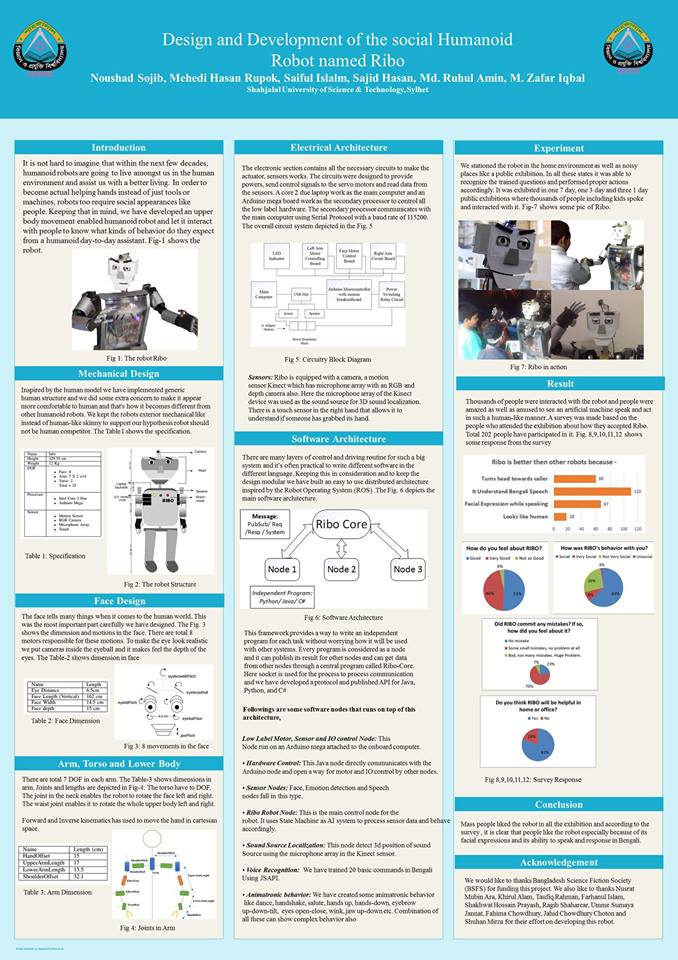 Design and Development of the social Humanoid
Robot named Ribo
Noushad Sojib, Mehedi Hasan Rupok, Saiful Islalm, Sajid Hasan, Md. Ruhul Amin, M. Zafar Iqbal
Shahjalal University of Science & Technology, Sylhet
Introduction
It is not hard to imagine that within the next few decades,
humanoid robots are going to live amongst us in the human
environment and assist us with a better living. In order to
become actual helping hands instead of just tools or
machines, robots too require social appearances like
people. Keeping that in mind, we have developed an upper
body movement enabled humanoid robot and let it interact
with people to know what kinds of behavior do they expect
from a humanoid day-to-day assistant. Fig-1 shows the
robot.
Fig 1: The robot Ribo
Mechanical Design
Inspired by the human model we have implemented generic
human structure and we did some extra concern to make it appear
more comfortable to human and that's how it becomes different from
other humanoid robots. We kept the robots exterior mechanical like
instead of human-like skinny to support our hypothesis robot should
not be human competitor. The Table I shows the specification.
Name Info
Height 129.54 cm
Weight 12 Kg
DOF
Face: 8
Arm: 7 X 2 =14
Torso: 2
Total = 24
Processor
Intel Core 2 Duo
Arduino Mega
Sensor
Motion Sensor
RGB Camera
Microphone Array
Touch
Camera
Head
Speaker
RIBO
Table 1: Specification
Fig 2: The robot Structure
Face Design
The face tells many things when it comes to the human world. This
was the most important part carefully we have designed. The Fig. 3
shows the dimension and motions in the face. There are total 8
motors responsible for these motions. To make the eye look realistic
we put cameras inside the eyeball and it makes feel the depth of the
eyes. The Table-2 shows dimension in face
Name Length
Eye Distance 6.5cm
Face Length (Vertical) 162 cm
Face Width 14.5 cm
Face depth 15 cm
Table 2: Face Dimension
Fig 3: 8 movements in the face
Arm, Torso and Lower Body
There are total 7 DOF in each arm. The Table-3 shows dimensions in
arm. Joints and lengths are depicted in Fig-4. The torso have to DOF.
The joint in the neck enables the robot to rotate the face left and right.
The waist joint enables it to rotate the whole upper body left and right.
Forward and Inverse kinematics has used to move the hand in cartesian
space.
Name Length (cm)
HandOffset 15
UpperArmLength 17
LowerArmLength 13.5
ShoulderOffset 32.1
Table 3: Arm Dimension
Fig 4: Joints in Arm
Electrical Architecture
The electronic section contains all the necessary circuits to make the
actuator, sensors works. The circuits were designed to provide
powers, send control signals to the servo motors and read data from
the sensors. A core 2 due laptop work as the main computer and an
Arduino mega board work as the secondary processor to control all
the low label hardware. The secondary processor communicates with
the main computer using Serial Protocol with a baud rate of 115200.
The overall circuit system depicted in the Fig. 5
LED Indicator
Left Arm Motor Controlling Board
Face Motor Control Board
Right Arm Circuit Board
Main Computer
USB Hub
Arduino Microcontroller with custom breakoutboard
Power Switching Relay Circuit
Kinect
Speaker
Fig 5: Circuitry Block Diagram
Sensors: Ribo is equipped with a camera, a motion
sensor Kinect which has microphone array with an RGB and
depth camera also. Here the microphone array of the Kinect
device was used as the sound source for 3D sound localization.
There is a touch sensor in the right hand that allows it to
understand if someone has grabbed its hand.
Software Architecture
There are many layers of control and driving routine for such a big
system and it's often practical to write different software in the
different language. Keeping this in consideration and to keep the
design modular we have built an easy to use distributed architecture
inspired by the Robot Operating System (ROS) .The Fig. 6 depicts the
main software architecture.
Message:
PubSub/ Req
/Resp / System
Ribo Core
Node 1 Node 2 Node 3
Independent Program:
Python/ Java/ C#
Fig 6: Software Architecture
This framework provides a way to write an independent
program for each task without worrying how it will be used
with other systems. Every program is considered as a node
and it can publish its result for other nodes and can get data
from other nodes through a central program called Ribo-Core.
Here socket is used for the process to process communication
and we have developed a protocol and published API for Java,
Python, and C#
Followings are some software nodes that runs on top of this
architecture,
Low Label Motor, Sensor and IO control Node: This
Node run on an Arduino mega attached to the onboard computer.
• Hardware Control: This Java node directly communicates with the
Arduino node and open a way for motor and IO control by other nodes.
• Sensor Nodes: Face, Emotion detection and Speech
nodes fall in this type.
• Ribo Robot Node: This is the main control node for the
robot. It uses State Machine as AI system to process sensor data and behave
accordingly.
• Sound Source Localization: This node detect 3d position of sound
Source using the microphone array in the Kinect sensor.
• Voice Recognition: We have trained 20 basic commands in Bengali
Using JSAPI.
• Animatronic behavior: We have created some animatronic behavior
like dance, handshake, salute, hands up, hands-down, eyebrow
up-down-tilt, eyes open-close, wink, jaw up-down etc. Combination of
all these can show complex behavior also
Experiment
We stationed the robot in the home environment as well as noisy
places like a public exhibition. In all these states it was able to
recognize the trained questions and performed proper actions
accordingly. It was exhibited in one 7 day, one 3 day and three 1 day
public exhibitions where thousands of people including kids spoke
and interacted with it. Fig-7 shows some pic of Ribo.
Fig 7: Ribo in action
Result
Thousands of people were interacted with the robot and people were
amazed as well as amused to see an artificial machine speak and act
in such a human-like manner. A survey was made based on the
people who attended the exhibition about how they accepted Ribo.
Total 202 people have participated in it. Fig. 8,9,10,11,12 shows
some response from the survey
Ribo is better then other robots because -
Turns head towards caller 60
It Understand Bengali Speech 110
Facial Expression while speaking 67
Looks like human 18
0 20 40 60 80 100 120
How do you feel about RIBO?
Good Very Good Not so Good
How was RIBO's behavior with you?
Social Very Social Not Very Social Unsocial
Did RIBO commit any mistakes? If so,
how did you feel about it?
No mistake
Some small mistakes, no problem at all
Bad, too many mistakes. Huge Problem.
7% 23%
70%
Do you think RIBO will be helpful in
home or office?
Yes No
Fig 8,9,10,11,12: Survey Response
Conclusion
Mass people liked the robot in all the exhibition and according to the
survey , it is clear that people like the robot especially because of its
facial expressions and its ability to speak and response in Bengali.
Acknowledgement
We would like to thanks Bangladesh Science Fiction Society
(BSFS) for funding this project. We also like to thanks Nusrat
Mubin Ara, Khirul Alam, Taufiq Rahman, Farhanul Islam,
Shakhwat Hossain Prayash, Ragib Shaharear, Umme Sumaya
Jannat, Fahima Chowdhury, Jahid Chowdhury Choton and
Shuhan Mirza for their effort on developing this robot.